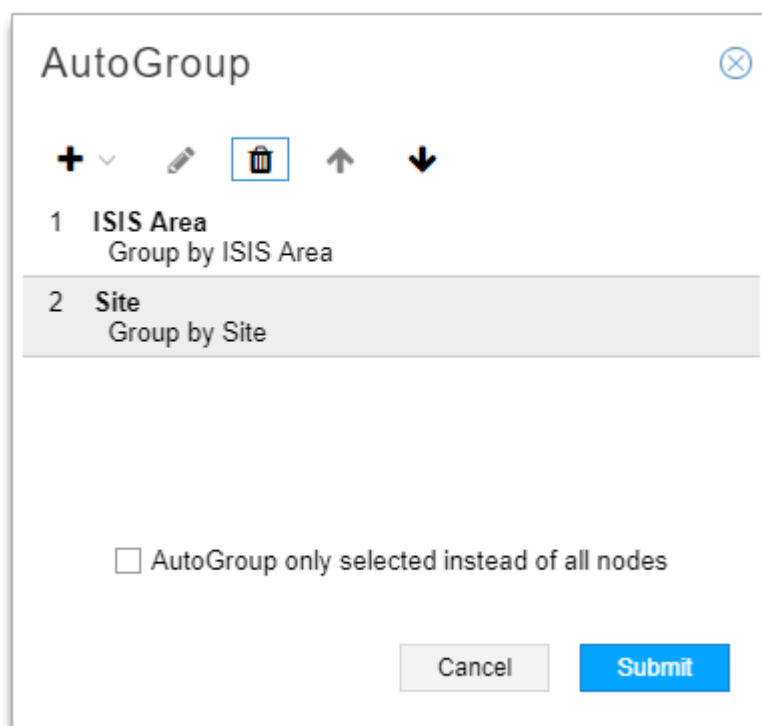 AutoGroup
1 ISIS Area
Group by ISIS Area
2 Site
Group by Site
AutoGroup only selected instead of all nodes
Cancel Submit